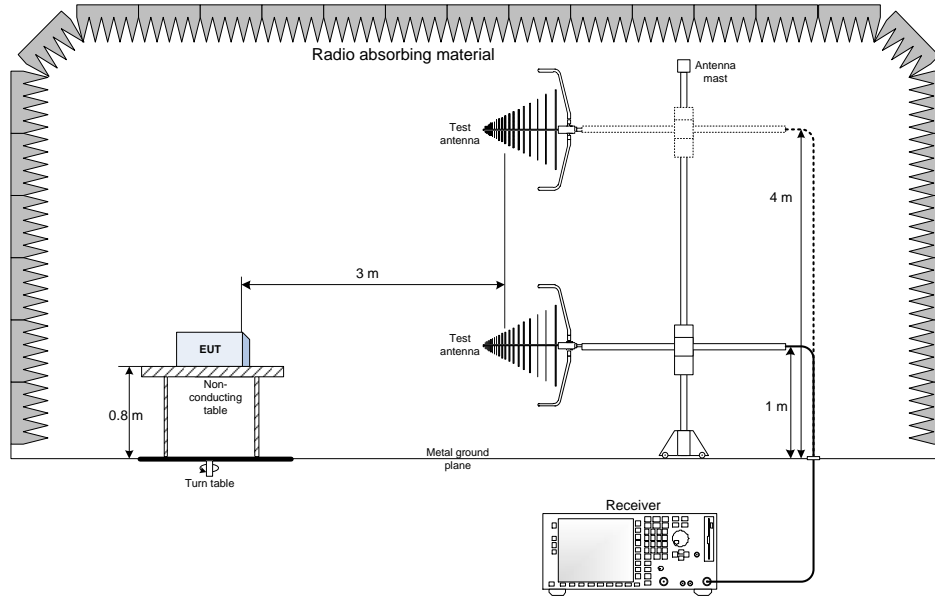 Radio absorbing material
Antenna
mast
Test
antenna
4 m
3 m
Test
antenna
EUT
Non-
conducting
table
0.8 m
1 m
Metal ground
plane
Turn table
Receiver